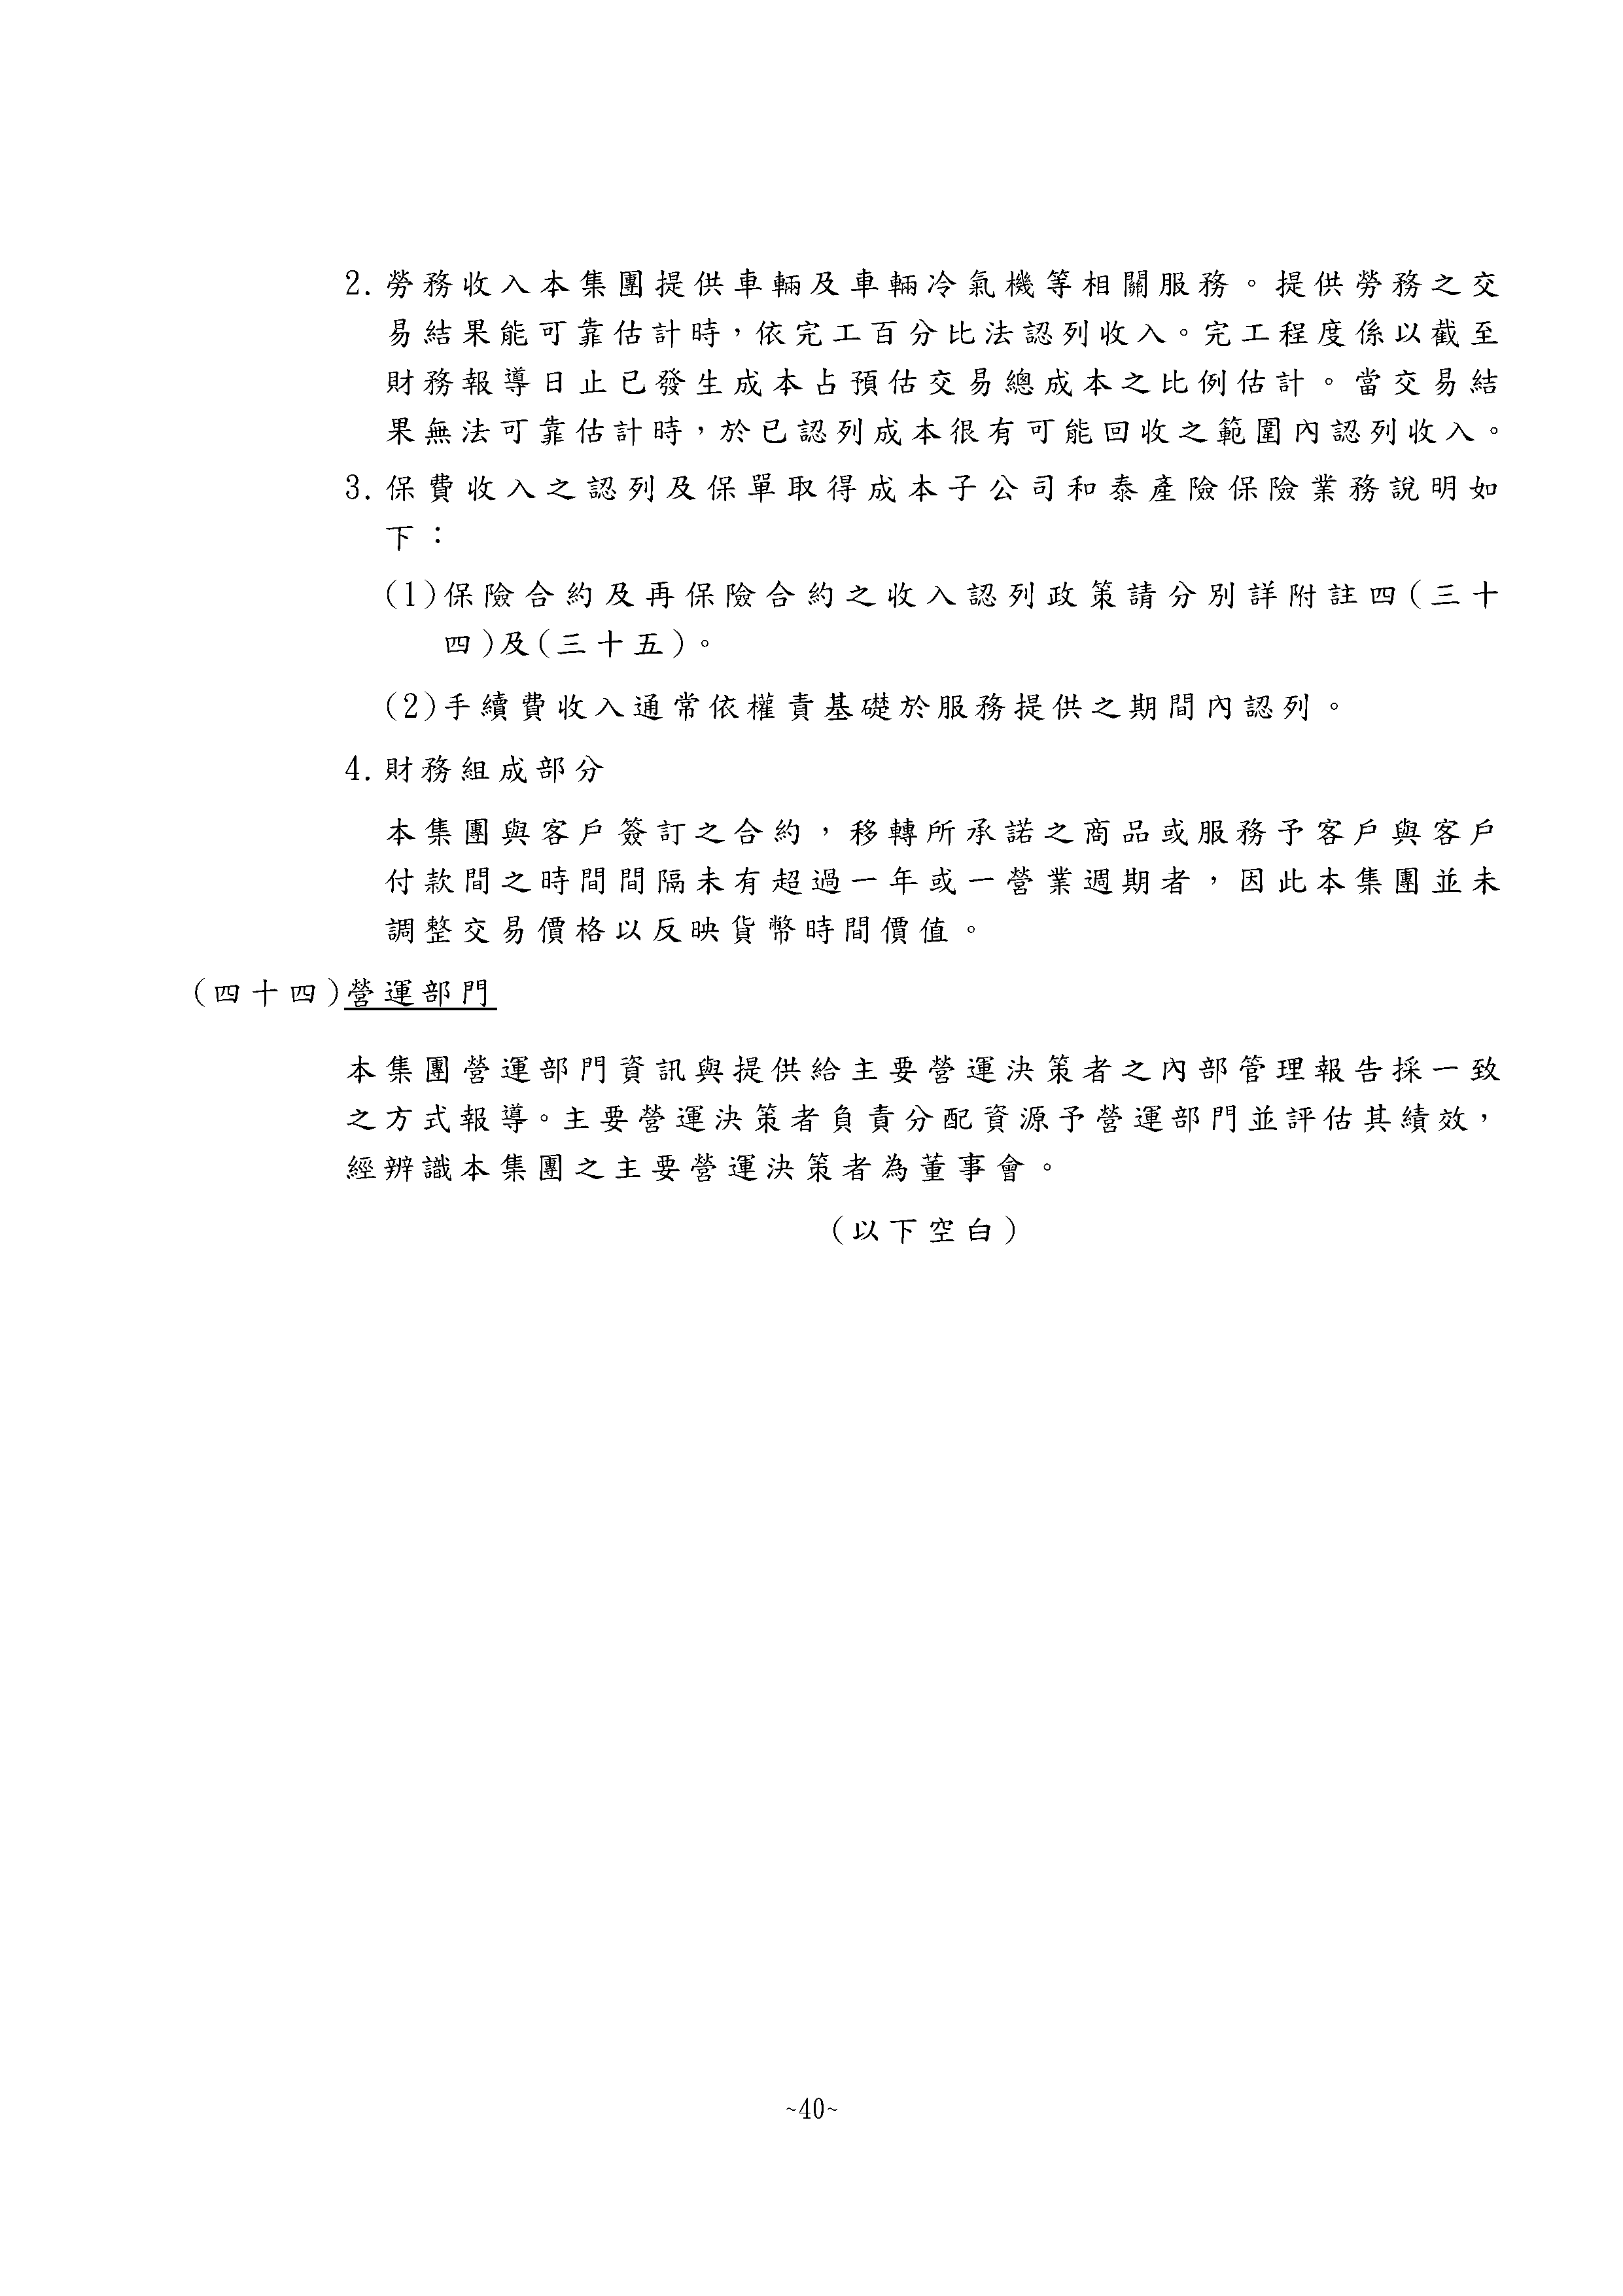 2. 勞務收入本集團提供車輛及車輛冷氣機等相關服務。提供勞務之交
易結果能可靠估計時，依完工百分比法認列收入。完工程度係以截至
財務報導日止已發生成本占預估交易總成本之比例估計。當交易結
果無法可靠估計時，於已認列成本很有可能回收之範圍內認列收入。
3. 保費收入之認列及保單取得成本子公司和泰產險保險業務說明如
下：
(1)保險合約及再保險合約之收入認列政策請分別詳附註四(三十
四)及(三十五)。
(2)手續費收入通常依權責基礎於服務提供之期間內認列。
4. 財務組成部分
本集團與客戶簽訂之合約，移轉所承諾之商品或服務予客戶與客戶
付款間之時間間隔未有超過一年或一營業週期者，因此本集團並未
調整交易價格以反映貨幣時間價值。
(四十四)營運部門
本集團營運部門資訊與提供給主要營運決策者之內部管理報告採一致
之方式報導。主要營運決策者負責分配資源予營運部門並評估其績效，
經辨識本集團之主要營運決策者為董事會。
(以下空白)
~40~